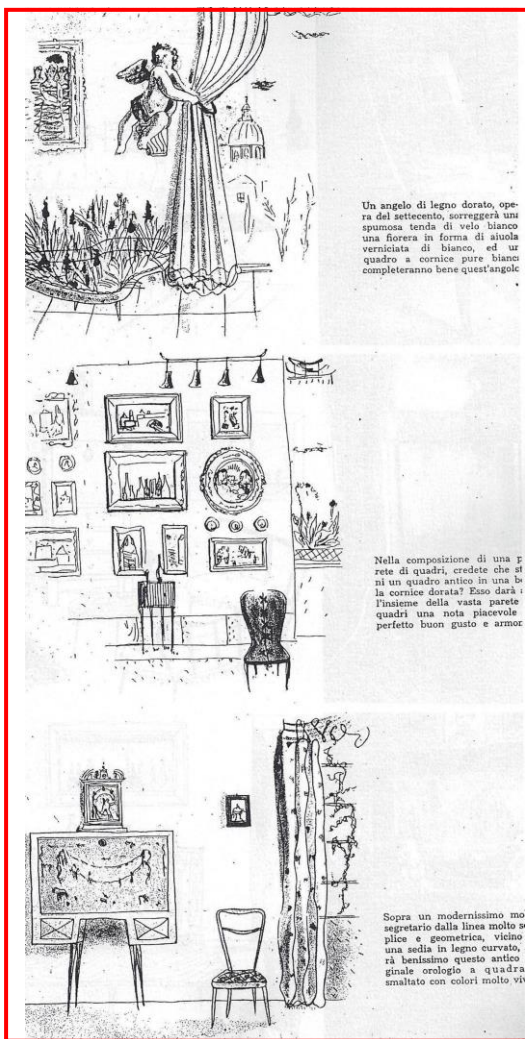 Un angelo di legno dorato, ope-
ra del settecento, sorreggerà una
spumosa tenda di velo bianco
una fiorera in forma di aiuola
verniciata di bianco, ed un
quadro a cornice pure bianca
completeranno bene quest'angolo
Nella composizione di una p
rete di quadri, credete che st
ni un quadro antico in una be
la cornice dorata? Esso darà a
l'insieme della vasta parete
quadri una nota piacevole
perfetto buon gusto e armon
Sopra un modernissimo mo
segretario dalla linea molto se
plice e geometrica, vicino
una sedia in legno curvato,
rà benissimo questo antico
ginale orologio a quadra
smaltato con colori molto viv